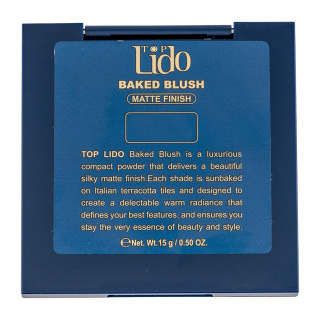 TOP
Lido
BAKED BLUSH
MATTE FINISH
TOP LIDO Baked Blush is a luxurious
compact powder that delivers a beautiful
silky matte finish.Each shade is sunbaked
on Italian terracotta tiles and designed to
create a delectable warm radiance that
defines your best features, and ensures you
stay the very essence of beauty and style.
℮Net. Wt.15 g / 0.50 OZ.